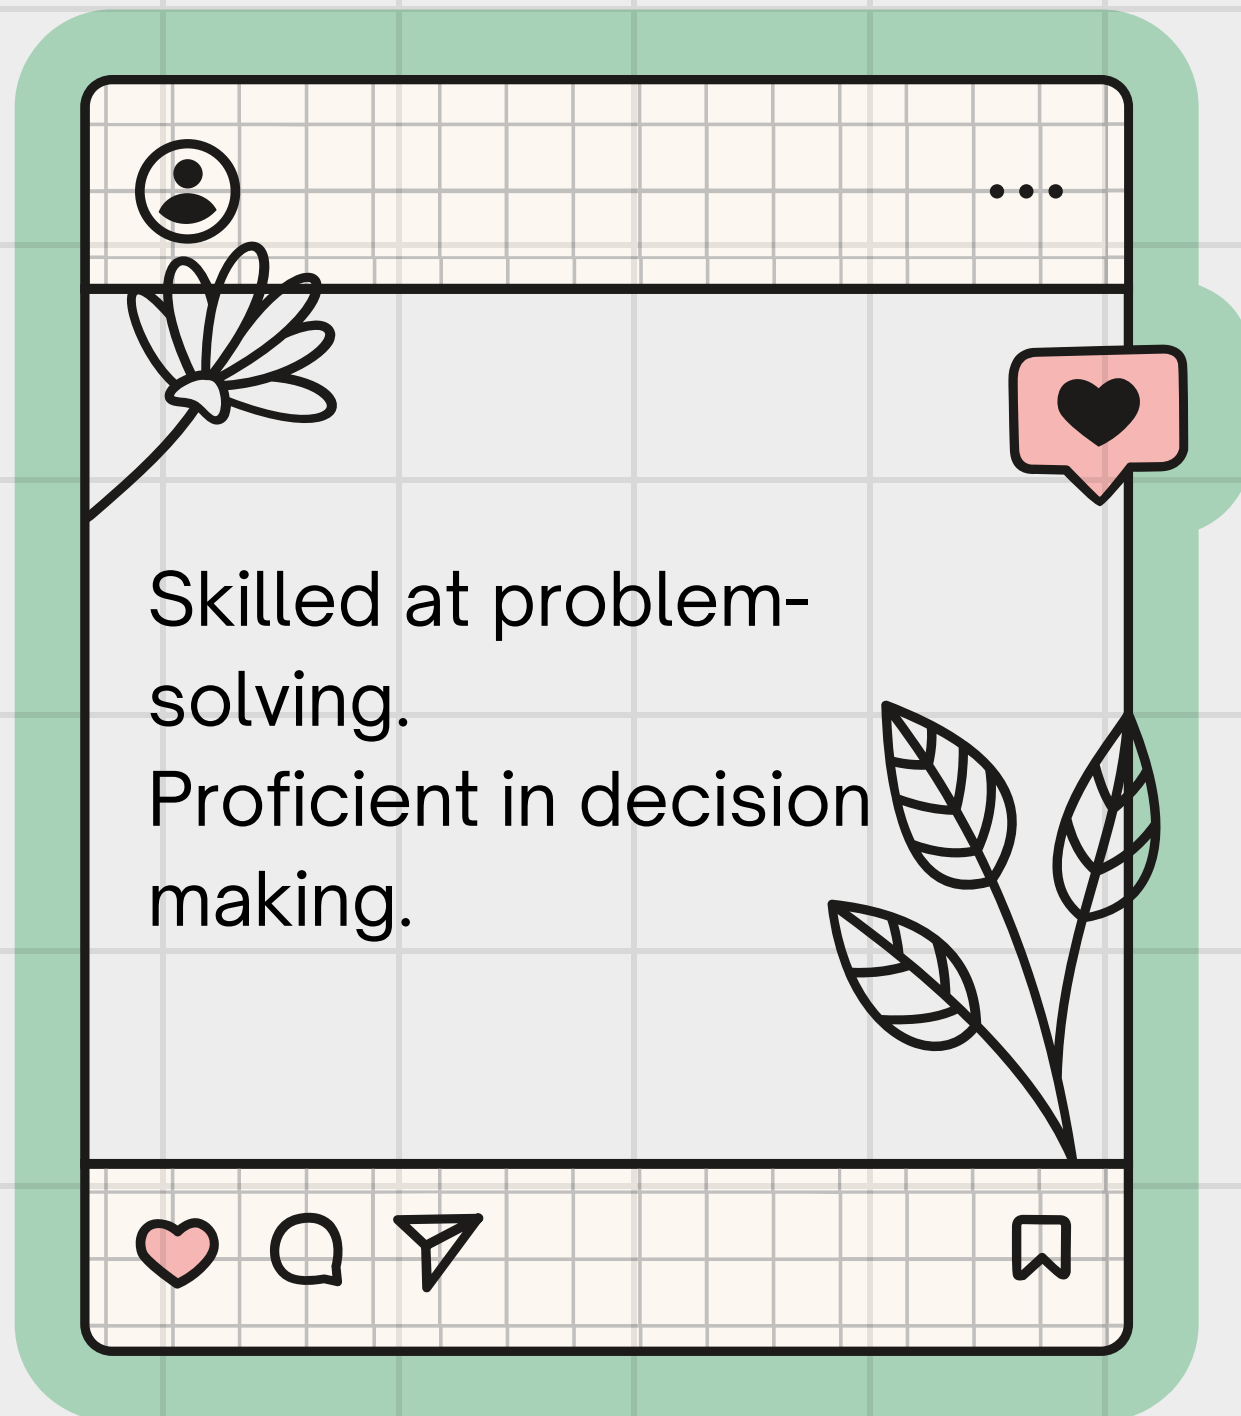 Skilled at problem-
solving.
Proficient in decision
making.